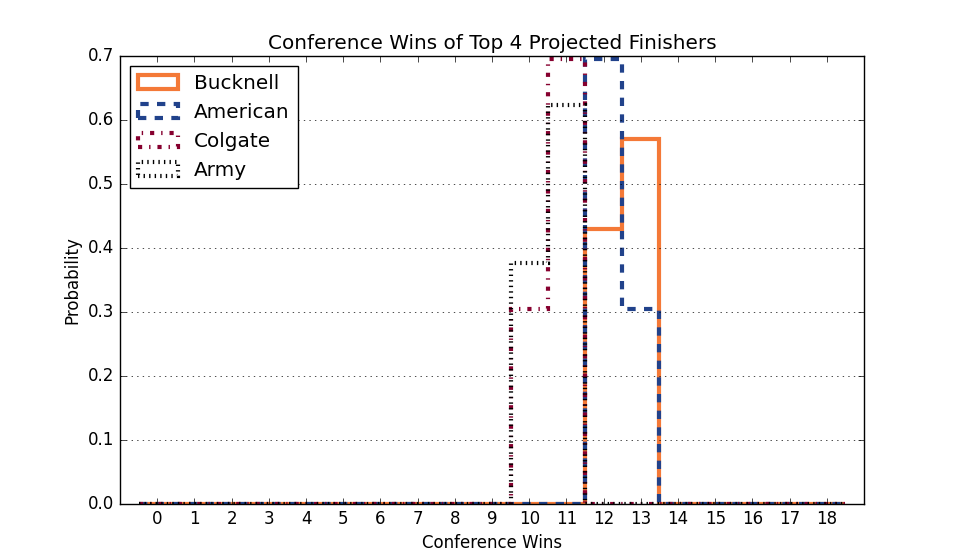 Conference Wins of Top 4 Projected Finishers
Bucknell
American
Colgate
Army
0.7
0.6
0.5
0.4
0.3
0.2
0.1
0.0
Probability
0 1 2 3 4 5 6 7 8 9 10 11 12 13 14 15 16 17 18
Conference Wins